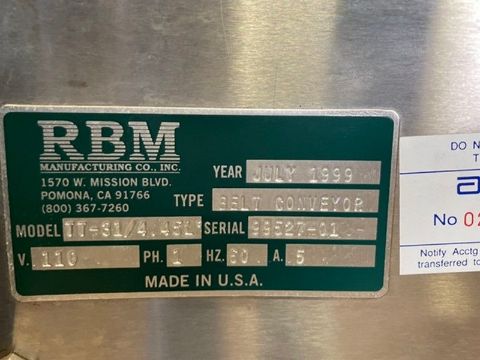 RBM
MANUFACTURING CO., INC.
1570 W. MISSION BLVD.
POMONA, CA 91766
(800) 367-7260
YEAR JULY 1999
TYPE BELT CONVEYOR
MODEL TT-31/4.45L SERIAL 99527-01
V. 110 PH. 1 HZ. 60 A. 5
MADE IN U.S.A.
DO
No 02
Notify Acctg
transferred to